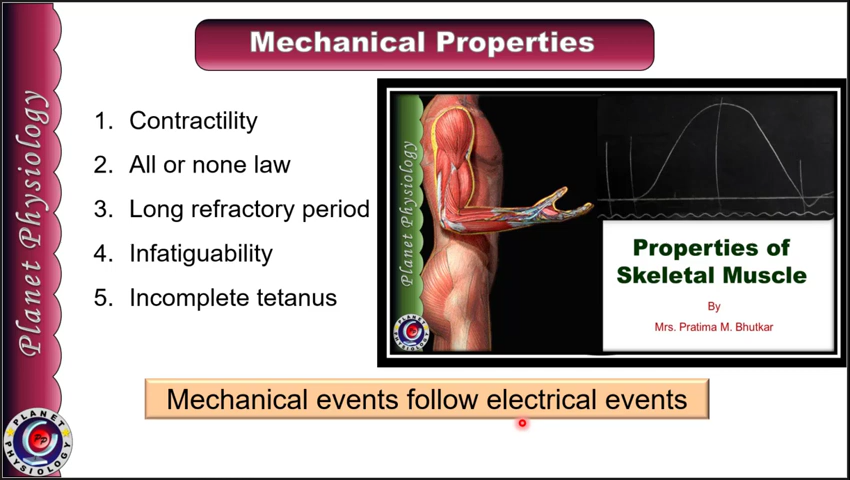 Mechanical Properties
Planet Physiology
1. Contractility
2. All or none law
3. Long refractory period
4. Infatiguability
5. Incomplete tetanus
Planet Physiology
Properties of
Skeletal Muscle
By
Mrs. Pratima M. Bhutkar
Mechanical events follow electrical events
PLANET
PHYSIOLOGY
PP